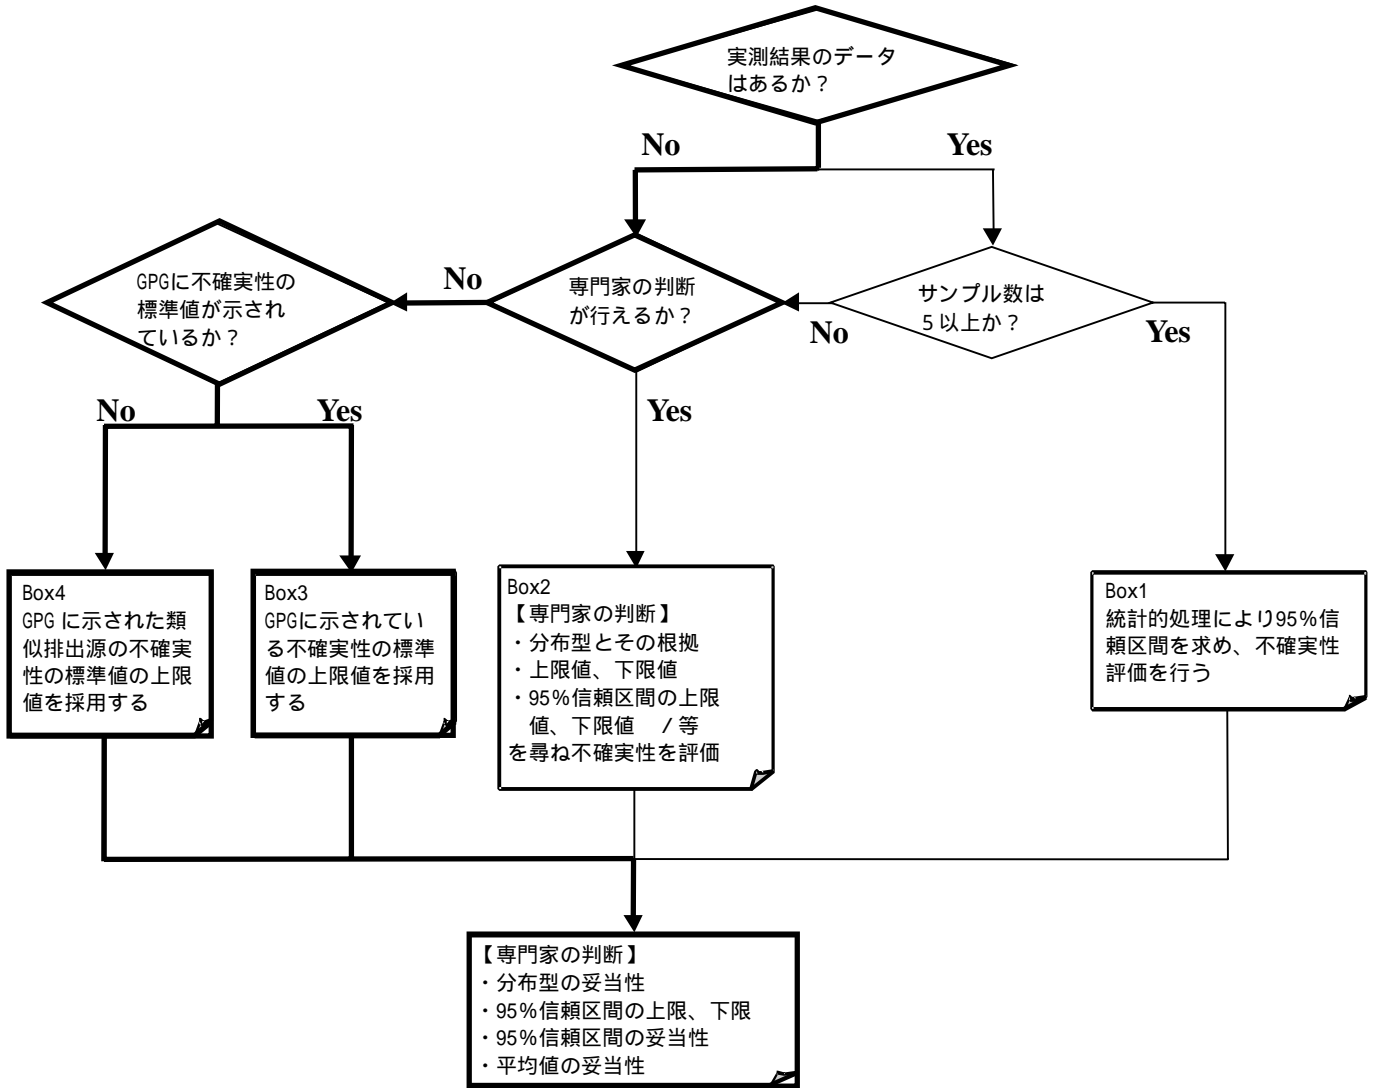 実測結果のデータ
はあるか？
No
Yes
GPGに不確実性の
標準値が示され
ているか？
No
専門家の判断
が行えるか？
No
サンプル数は
５以上か？
Yes
No
Yes
Yes
Box4
GPGに示された類
似排出源の不確実
性の標準値の上限
値を採用する
Box3
GPGに示されてい
る不確実性の標準
値の上限値を採用
する
Box2
【専門家の判断】
・分布型とその根拠
・上限値、下限値
・95%信頼区間の上限
値、下限値　/等
を尋ね不確実性を評価
Box1
統計的処理により95%信
頼区間を求め、不確実性
評価を行う
【専門家の判断】
・分布型の妥当性
・95%信頼区間の上限、下限
・95%信頼区間の妥当性
・平均値の妥当性